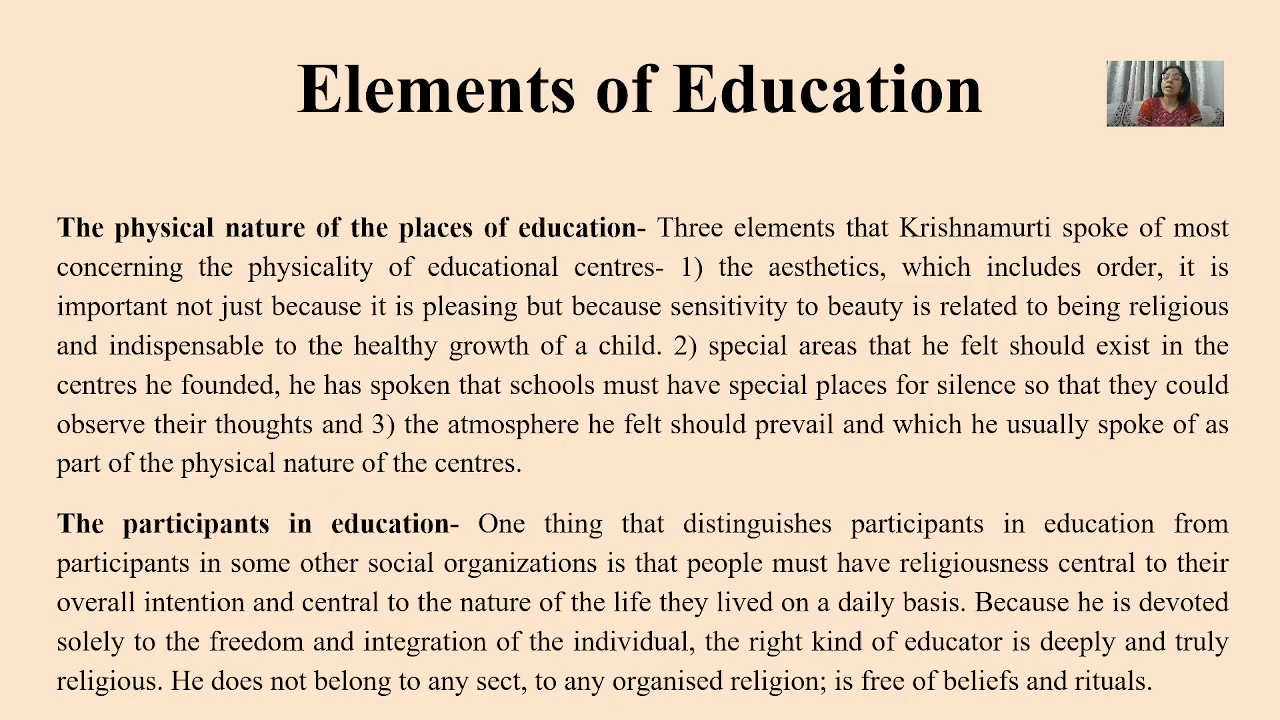 Elements of Education
The physical nature of the places of education- Three elements that Krishnamurti spoke of most
concerning the physicality of educational centres- 1) the aesthetics, which includes order, it is
important not just because it is pleasing but because sensitivity to beauty is related to being religious
and indispensable to the healthy growth of a child. 2) special areas that he felt should exist in the
centres he founded, he has spoken that schools must have special places for silence so that they could
observe their thoughts and 3) the atmosphere he felt should prevail and which he usually spoke of as
part of the physical nature of the centres.
The participants in education- One thing that distinguishes participants in education from
participants in some other social organizations is that people must have religiousness central to their
overall intention and central to the nature of the life they lived on a daily basis. Because he is devoted
solely to the freedom and integration of the individual, the right kind of educator is deeply and truly
religious. He does not belong to any sect, to any organised religion; is free of beliefs and rituals.